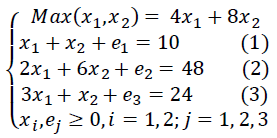 Max(x₁,x₂) = 4x₁ + 8x₂
x₁ + x₂ + e₁ = 10 (1)
2x₁ + 6x₂ + e₂ = 48 (2)
3x₁ + x₂ + e₃ = 24 (3)
xᵢ,eⱼ ≥ 0, i = 1, 2; j = 1, 2, 3